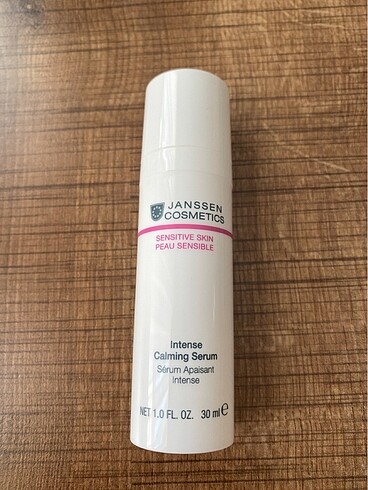 JANSSEN
COSMETICS
SENSITIVE SKIN
PEAU SENSIBLE
Intense
Calming Serum
Sérum Apaisant
intense
NET 1.0 FL. OZ. 30 ml ℮